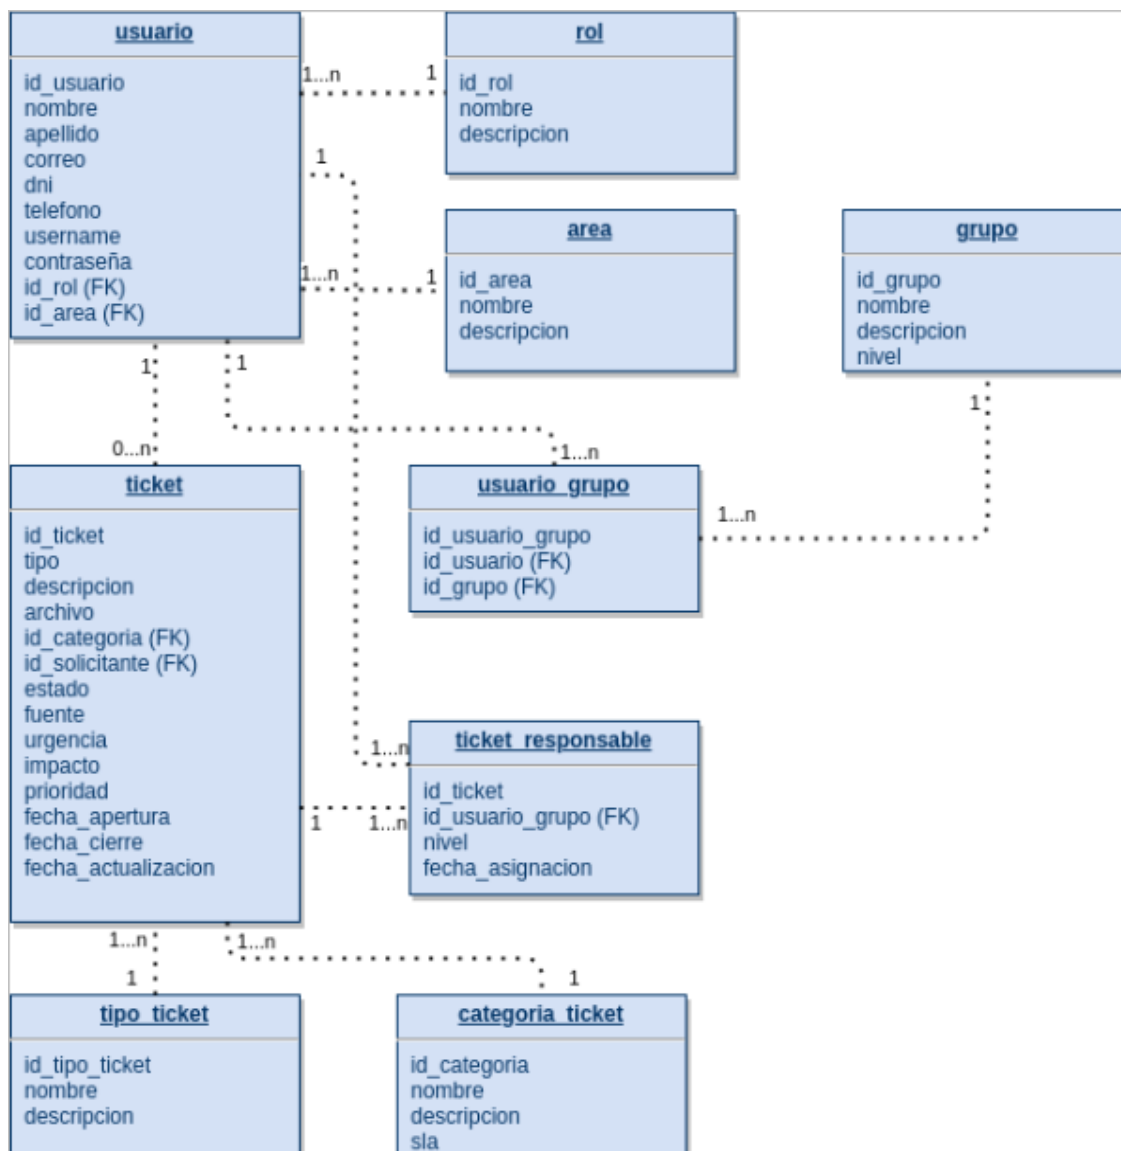 usuario
id_usuario
nombre
apellido
correo
dni
telefono
username
contraseña
id_rol (FK)
id_area (FK)
1...n
1
rol
id_rol
nombre
descripcion
1
1...n
1
area
id_area
nombre
descripcion
grupo
id_grupo
nombre
descripcion
nivel
1
1
1
0...n
1...n
1...n
ticket
id_ticket
tipo
descripcion
archivo
id_categoria (FK)
id_solicitante (FK)
estado
fuente
urgencia
impacto
prioridad
fecha_apertura
fecha_cierre
fecha_actualizacion
usuario_grupo
id_usuario_grupo
id_usuario (FK)
id_grupo (FK)
1...n
1
1...n
ticket_responsable
id_ticket
id_usuario_grupo (FK)
nivel
fecha_asignacion
1...n
1...n
1
1
tipo_ticket
id_tipo_ticket
nombre
descripcion
categoria_ticket
id_categoria
nombre
descripcion
sla